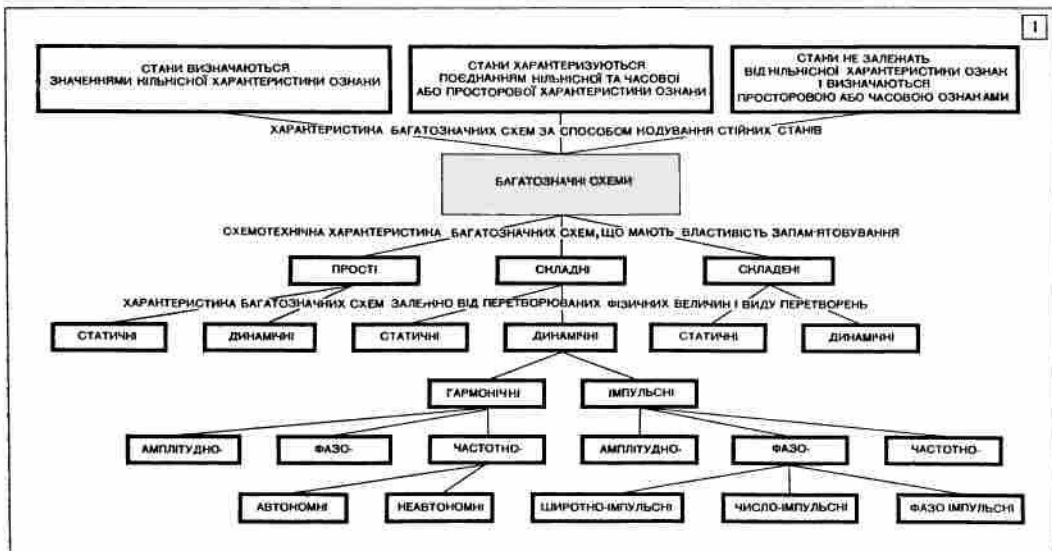 1
СТАНИ ВИЗНАЧАЮТЬСЯ
ЗНАЧЕННЯМИ КІЛЬКІСНОЇ ХАРАКТЕРИСТИКИ ОЗНАКИ
СТАНИ ХАРАКТЕРИЗУЮТЬСЯ
ПОЄДНАННЯМ КІЛЬКІСНОЇ ТА ЧАСОВОЇ
АБО ПРОСТОРОВОЇ ХАРАКТЕРИСТИКИ ОЗНАКИ
СТАНИ НЕ ЗАЛЕЖАТЬ
ВІД КІЛЬКІСНОЇ ХАРАКТЕРИСТИКИ ОЗНАК
І ВИЗНАЧАЮТЬСЯ
ПРОСТОРОВОЮ АБО ЧАСОВОЮ ОЗНАКАМИ
ХАРАКТЕРИСТИКА БАГАТОЗНАЧНИХ СХЕМ ЗА СПОСОБОМ КОДУВАННЯ СТІЙНИХ СТАНІВ
БАГАТОЗНАЧНІ СХЕМИ
СХЕМОТЕХНІЧНА ХАРАКТЕРИСТИКА БАГАТОЗНАЧНИХ СХЕМ, ЩО МАЮТЬ ВЛАСТИВІСТЬ ЗАПАМ'ЯТОВУВАННЯ
ПРОСТІ
СКЛАДНІ
СКЛАДЕНІ
ХАРАКТЕРИСТИКА БАГАТОЗНАЧНИХ СХЕМ ЗАЛЕЖНО ВІД ПЕРЕТВОРЮВАНИХ ФІЗИЧНИХ ВЕЛИЧИН І ВИДУ ПЕРЕТВОРЕНЬ
СТАТИЧНІ
ДИНАМІЧНІ
СТАТИЧНІ
ДИНАМІЧНІ
СТАТИЧНІ
ДИНАМІЧНІ
ГАРМОНІЧНІ
ІМПУЛЬСНІ
АМПЛІТУДНО-
ФАЗО-
ЧАСТОТНО-
АМПЛІТУДНО-
ФАЗО-
ЧАСТОТНО-
АВТОНОМНІ
НЕАВТОНОМНІ
ШИРОТНО-ІМПУЛЬСНІ
ЧИСЛО-ІМПУЛЬСНІ
ФАЗО ІМПУЛЬСНІ